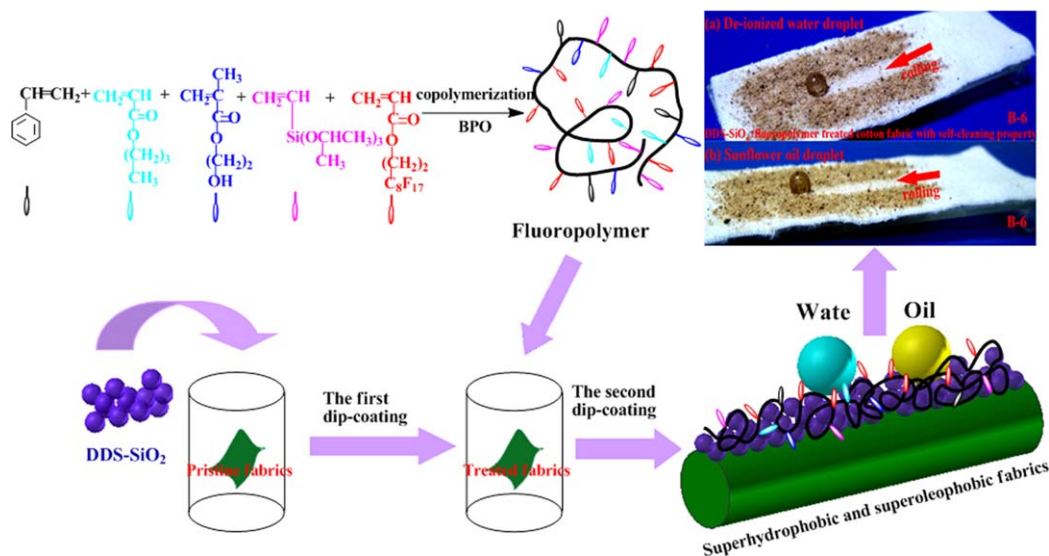 CH=CH₂+
CH₂=CH
C=O
O
(CH₂)₃
CH₃
+
CH₃
CH₂=C
C=O
O
(CH₂)₂
OH
+
CH₂=CH
Si(OCHCH₃)₃
CH₃
+
CH₂=CH
C=O
O
(CH₂)₂
C₈F₁₇
copolymerization
BPO
Fluoropolymer
(a) De-ionized water droplet
rolling
B-6
DDS-SiO₂/fluoropolymer treated cotton fabric with self-cleaning property
(b) Sunflower oil droplet
rolling
B-6
DDS-SiO₂
Pristine fabrics
The first
dip-coating
Treated fabrics
The second
dip-coating
Wate
Oil
Superhydrophobic and superoleophobic fabrics